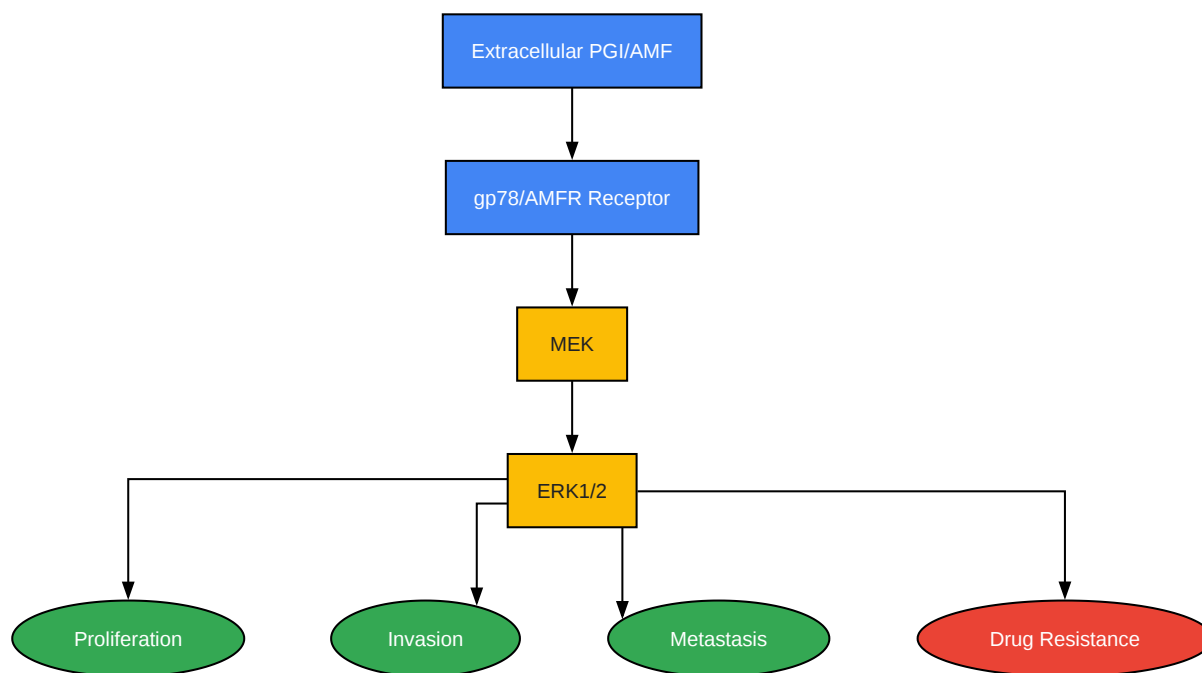 Extracellular PGI/AMF
gp78/AMFR Receptor
MEK
ERK1/2
Proliferation
Invasion
Metastasis
Drug Resistance